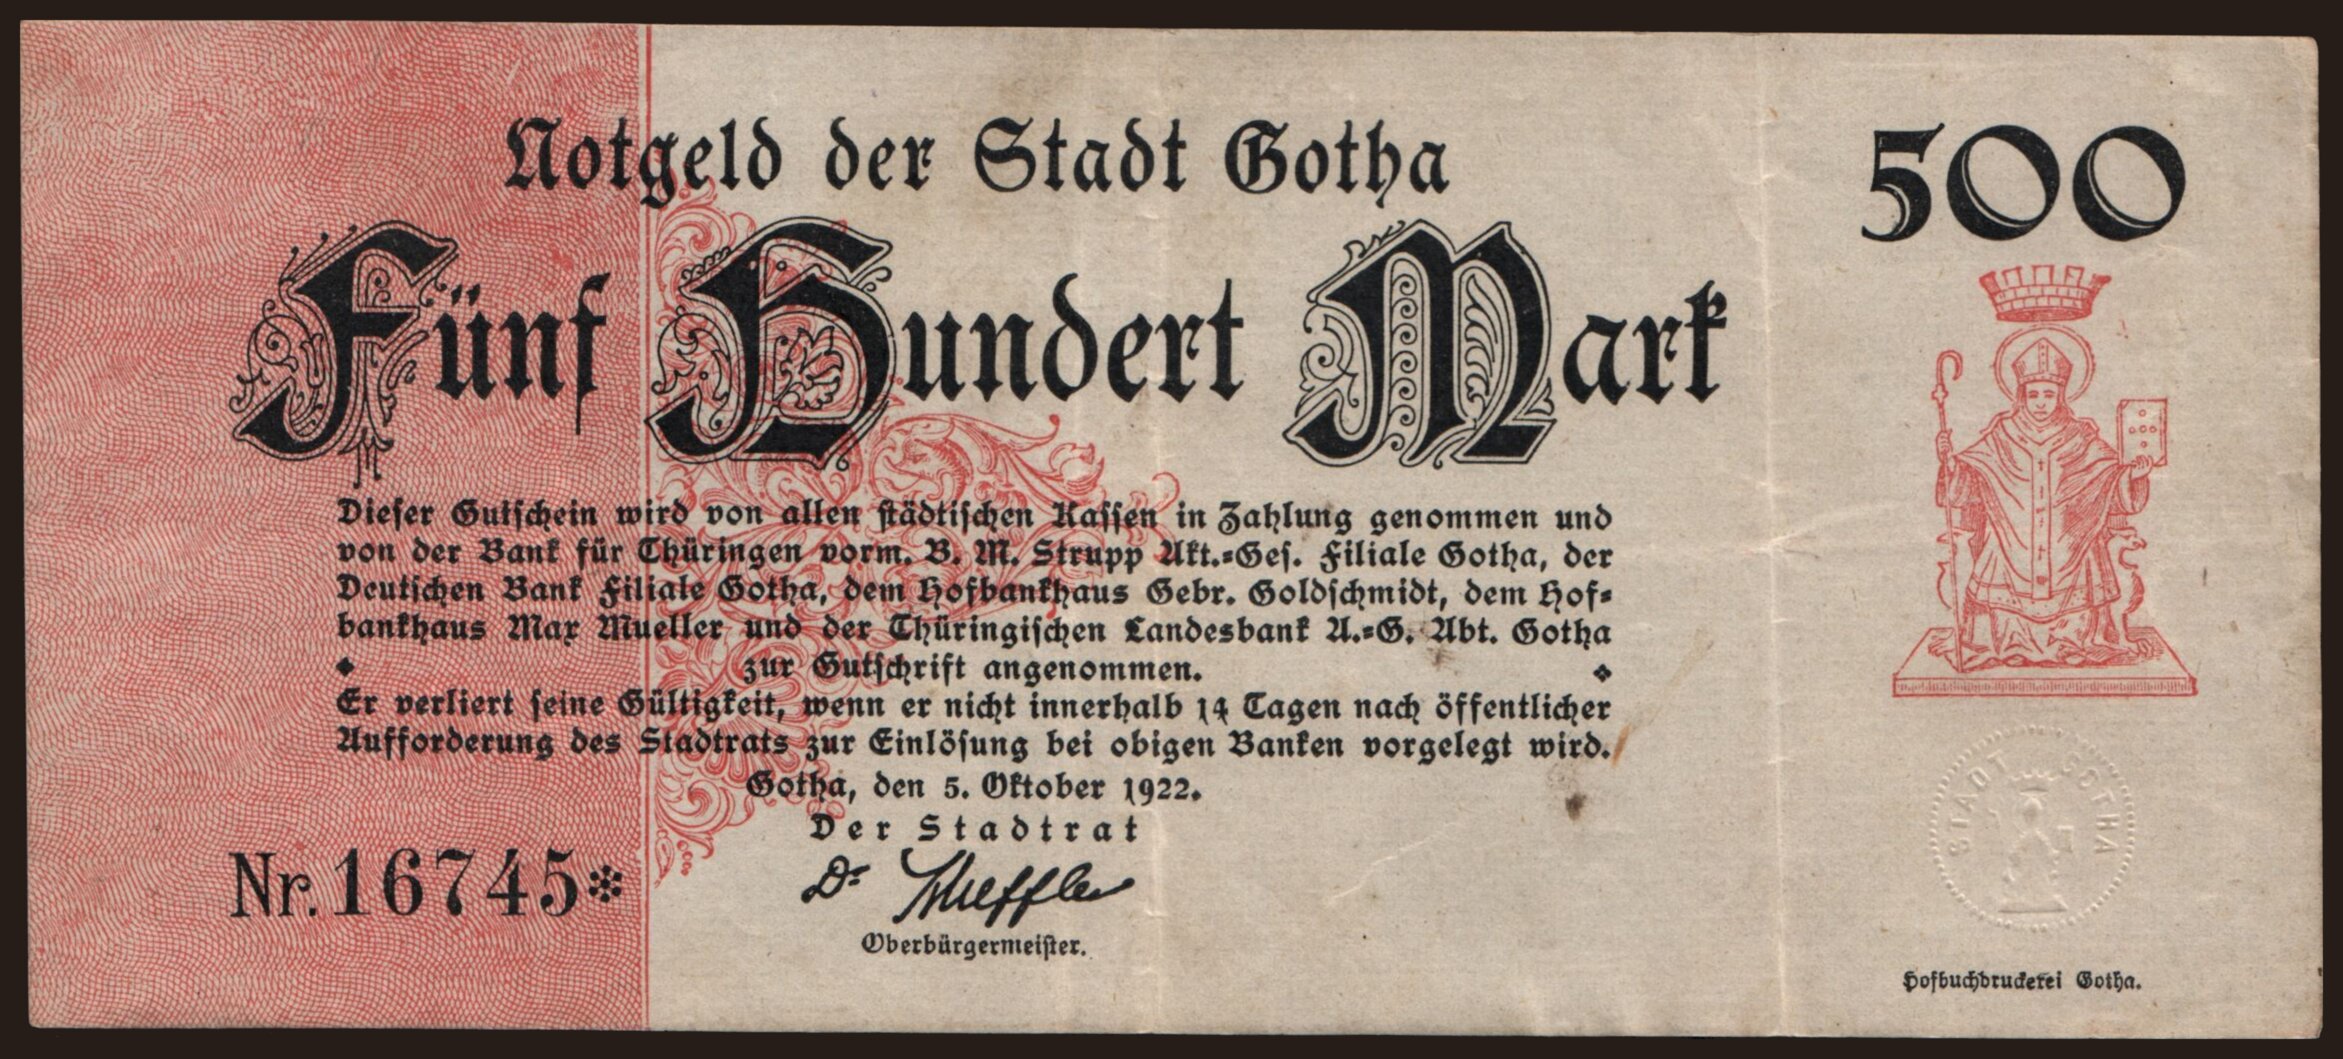 Notgeld der Stadt Gotha
500
Fünf Hundert Mark
Dieser Gutschein wird von allen städtischen Kassen in Zahlung genommen und
von der Bank für Thüringen vorm. B. M. Strupp Akt.=Ges. Filiale Gotha, der
Deutschen Bank Filiale Gotha, dem Hofbankhaus Gebr. Goldschmidt, dem Hof=
bankhaus Max Mueller und der Thüringischen Landesbank A.=G. Abt. Gotha
zur Gutschrift angenommen.
Er verliert seine Gültigkeit, wenn er nicht innerhalb 14 Tagen nach öffentlicher
Aufforderung des Stadtrats zur Einlösung bei obigen Banken vorgelegt wird.
Gotha, den 5. Oktober 1922.
Der Stadtrat
Nr. 16745*
Dr Scheffler
Oberbürgermeister.
STADT GOTHA
Hofbuchdruckerei Gotha.